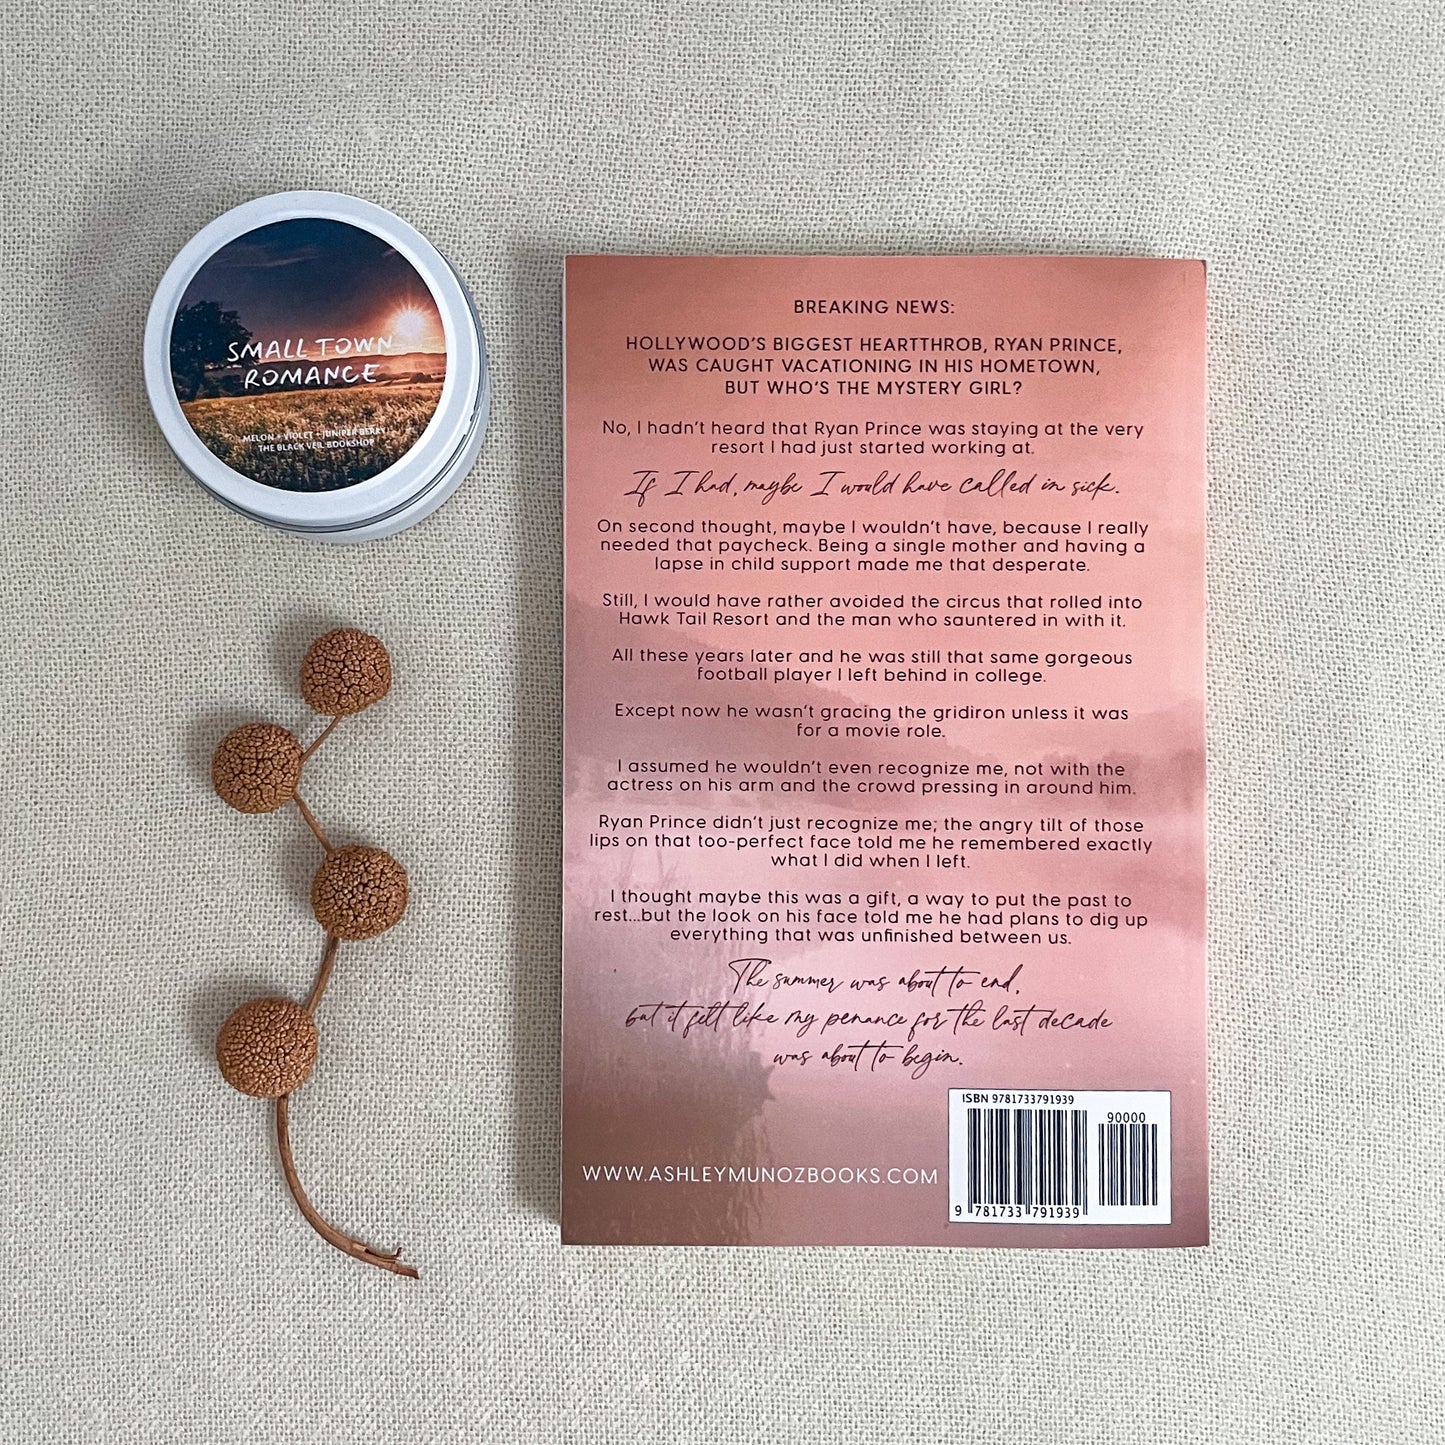 SMALL TOWN
ROMANCE
MELON + VIOLET + JUNIPER BERRY
THE BLACK VEIL BOOKSHOP
BREAKING NEWS:
HOLLYWOOD'S BIGGEST HEARTTHROB, RYAN PRINCE,
WAS CAUGHT VACATIONING IN HIS HOMETOWN,
BUT WHO'S THE MYSTERY GIRL?
No, I hadn't heard that Ryan Prince was staying at the very
resort I had just started working at.
If I had, maybe I would have called in sick.
On second thought, maybe I wouldn't have, because I really
needed that paycheck. Being a single mother and having a
lapse in child support made me that desperate.
Still, I would have rather avoided the circus that rolled into
Hawk Tail Resort and the man who sauntered in with it.
All these years later and he was still that same gorgeous
football player I left behind in college.
Except now he wasn't gracing the gridiron unless it was
for a movie role.
I assumed he wouldn't even recognize me, not with the
actress on his arm and the crowd pressing in around him.
Ryan Prince didn't just recognize me; the angry tilt of those
lips on that too-perfect face told me he remembered exactly
what I did when I left.
I thought maybe this was a gift, a way to put the past to
rest...but the look on his face told me he had plans to dig up
everything that was unfinished between us.
The summer was about to end,
but it felt like my penance for the last decade
was about to begin.
ISBN 9781733791939
90000
WWW.ASHLEYMUNOZBOOKS.COM
9 781733 791939